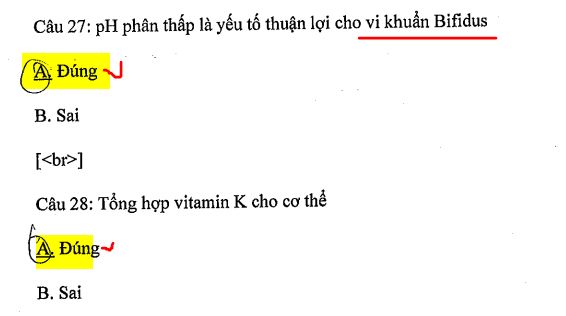 Câu 27: pH phân thấp là yếu tố thuận lợi cho vi khuẩn Bifidus
A. Đúng
B. Sai
[<br>]
Câu 28: Tổng hợp vitamin K cho cơ thể
A. Đúng
B. Sai